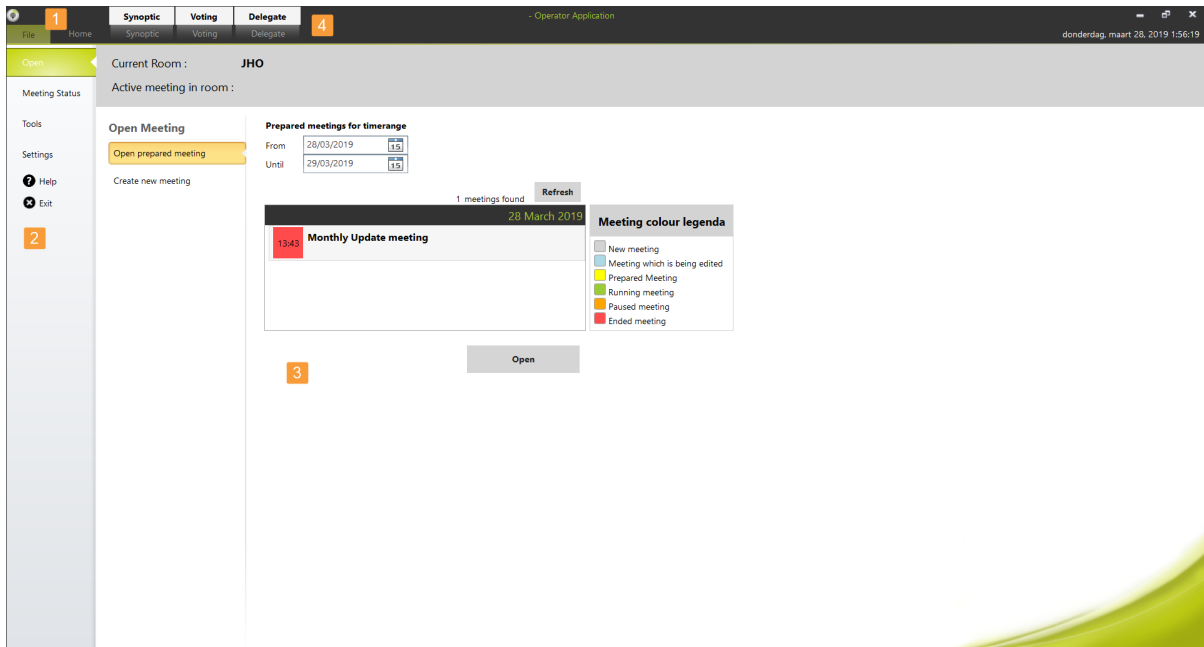 1
Synoptic Voting Delegate
- Operator Application
File Home Synoptic Voting Delegate 4
donderdag, maart 28, 2019 1:56:19
Open
Current Room : JHO
Meeting Status
Active meeting in room :
Tools
Settings
Help
Exit
2
Open Meeting
Open prepared meeting
Create new meeting
Prepared meetings for timerange
From 28/03/2019 15
Until 29/03/2019 15
1 meetings found Refresh
28 March 2019
13:43 Monthly Update meeting
Meeting colour legenda
New meeting
Meeting which is being edited
Prepared Meeting
Running meeting
Paused meeting
Ended meeting
Open
3